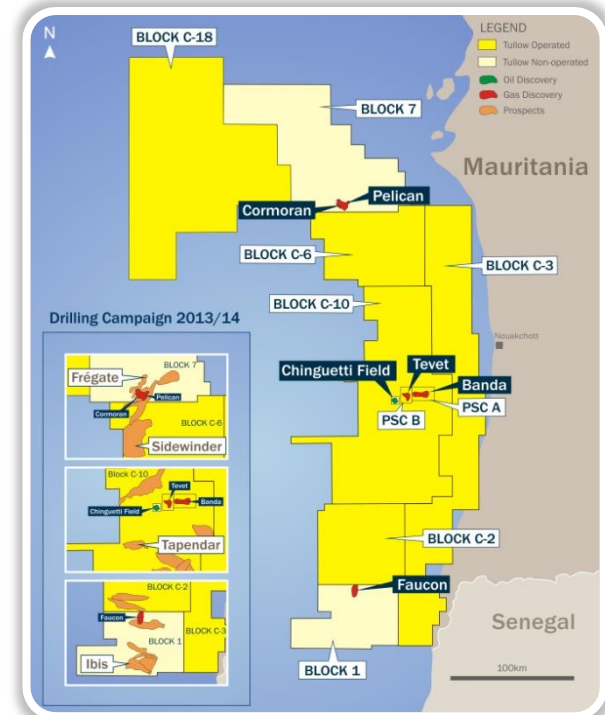 N
BLOCK C-18
LEGEND
Tullow Operated
Tullow Non-operated
Oil Discovery
Gas Discovery
Prospects
BLOCK 7
Mauritania
Pelican
Cormoran
BLOCK C-6
BLOCK C-3
BLOCK C-10
Nouakchott
Tevet
Chinguetti Field
Banda
PSC B
PSC A
BLOCK C-2
Faucon
Senegal
BLOCK 1
100km
Drilling Campaign 2013/14
BLOCK 7
Frégate
Pelican
Cormoran
BLOCK C-6
Sidewinder
Block C-10
Tevet
Banda
Chinguetti Field
Tapendar
BLOCK C-2
Faucon
BLOCK 1
BLOCK C-3
Ibis